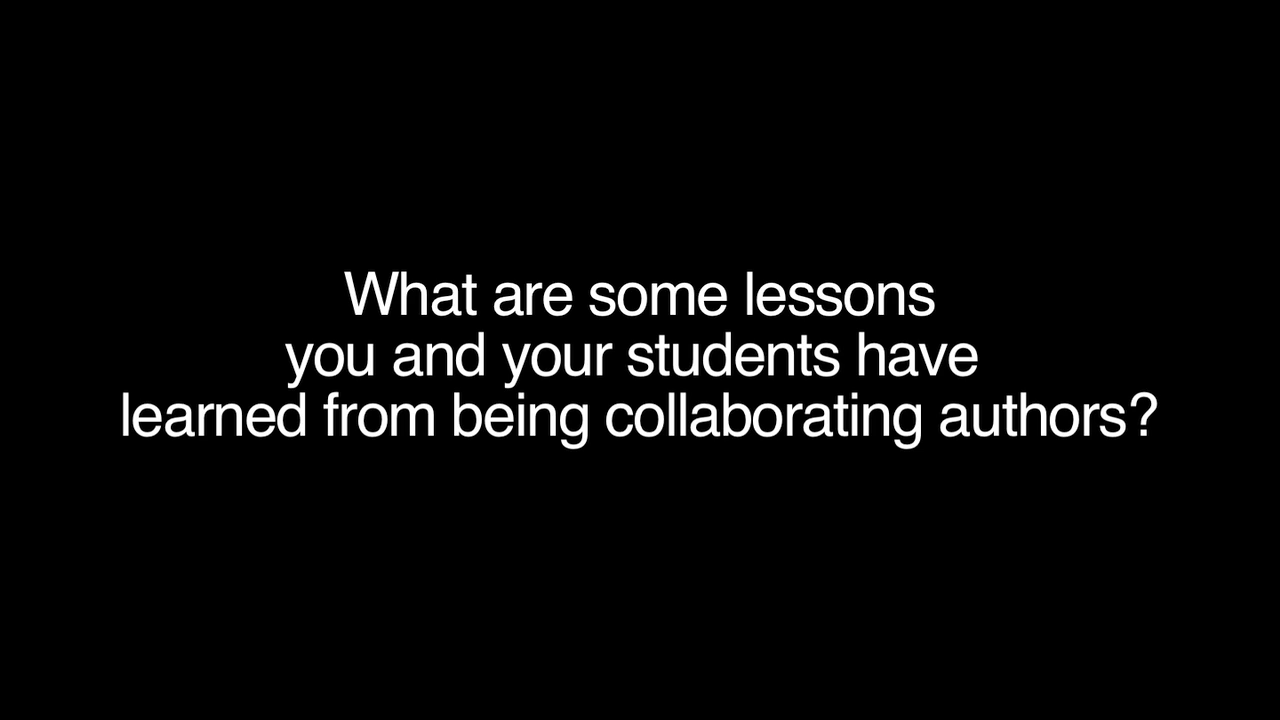 What are some lessons
you and your students have
learned from being collaborating authors?